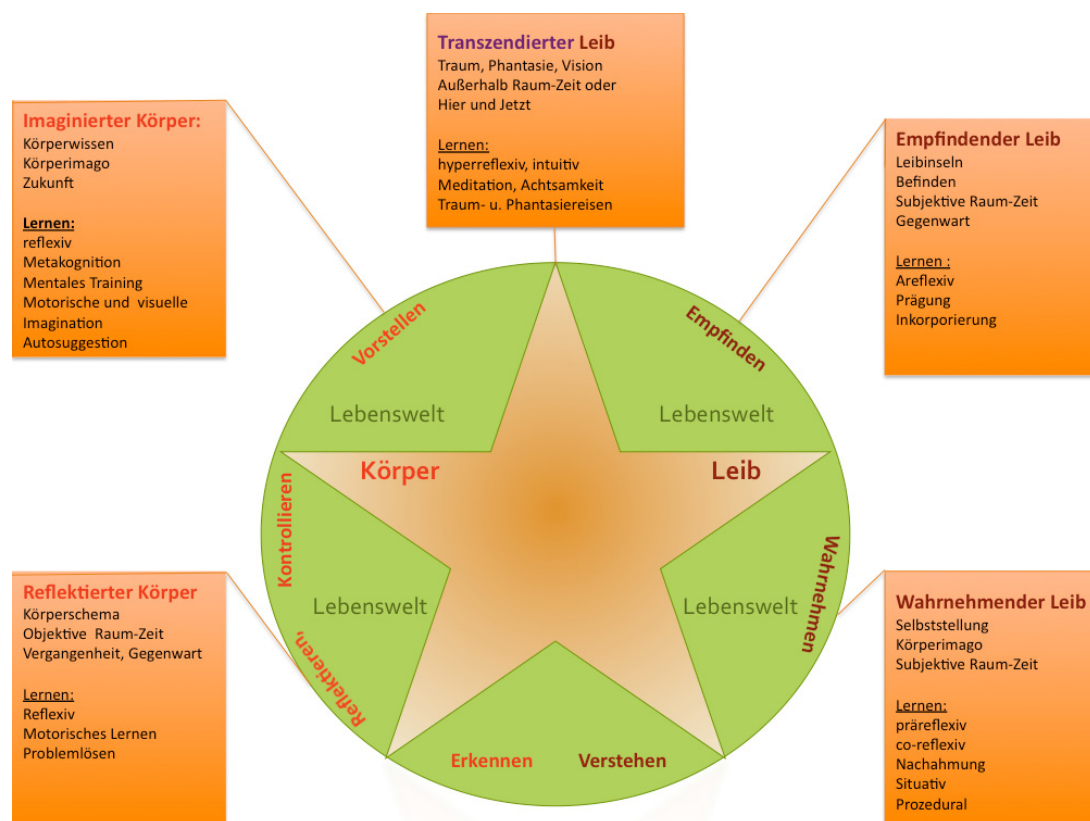 Transzendierter Leib
Traum, Phantasie, Vision
Außerhalb Raum-Zeit oder
Hier und Jetzt
Lernen:
hyperreflexiv, intuitiv
Meditation, Achtsamkeit
Traum- u. Phantasiereisen
Imaginierter Körper:
Körperwissen
Körperimago
Zukunft
Lernen:
reflexiv
Metakognition
Mentales Training
Motorische und visuelle
Imagination
Autosuggestion
Empfindender Leib
Leibinseln
Befinden
Subjektive Raum-Zeit
Gegenwart
Lernen :
Areflexiv
Prägung
Inkorporierung
Vorstellen
Empfinden
Lebenswelt
Lebenswelt
Körper
Leib
Kontrollieren
Reflektieren,
Wahrnehmen
Lebenswelt
Lebenswelt
Erkennen
Verstehen
Reflektierter Körper
Körperschema
Objektive Raum-Zeit
Vergangenheit, Gegenwart
Lernen:
Reflexiv
Motorisches Lernen
Problemlösen
Wahrnehmender Leib
Selbststellung
Körperimago
Subjektive Raum-Zeit
Lernen:
präreflexiv
co-reflexiv
Nachahmung
Situativ
Prozedural